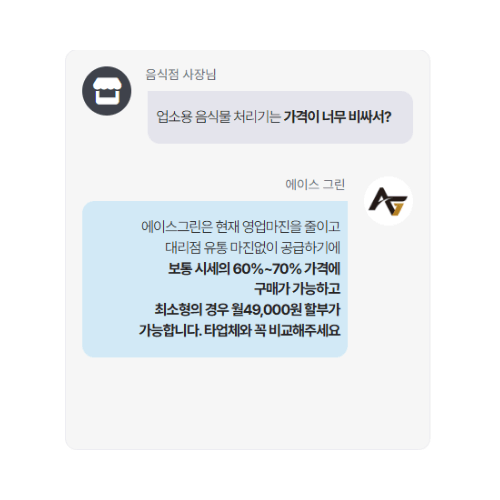 음식점 사장님
업소용 음식물 처리기는 가격이 너무 비싸서?
에이스 그린
AG
에이스그린은 현재 영업마진을 줄이고
대리점 유통 마진없이 공급하기에
보통 시세의 60%~70% 가격에
구매가 가능하고
최소형의 경우 월49,000원 할부가
가능합니다. 타업체와 꼭 비교해주세요